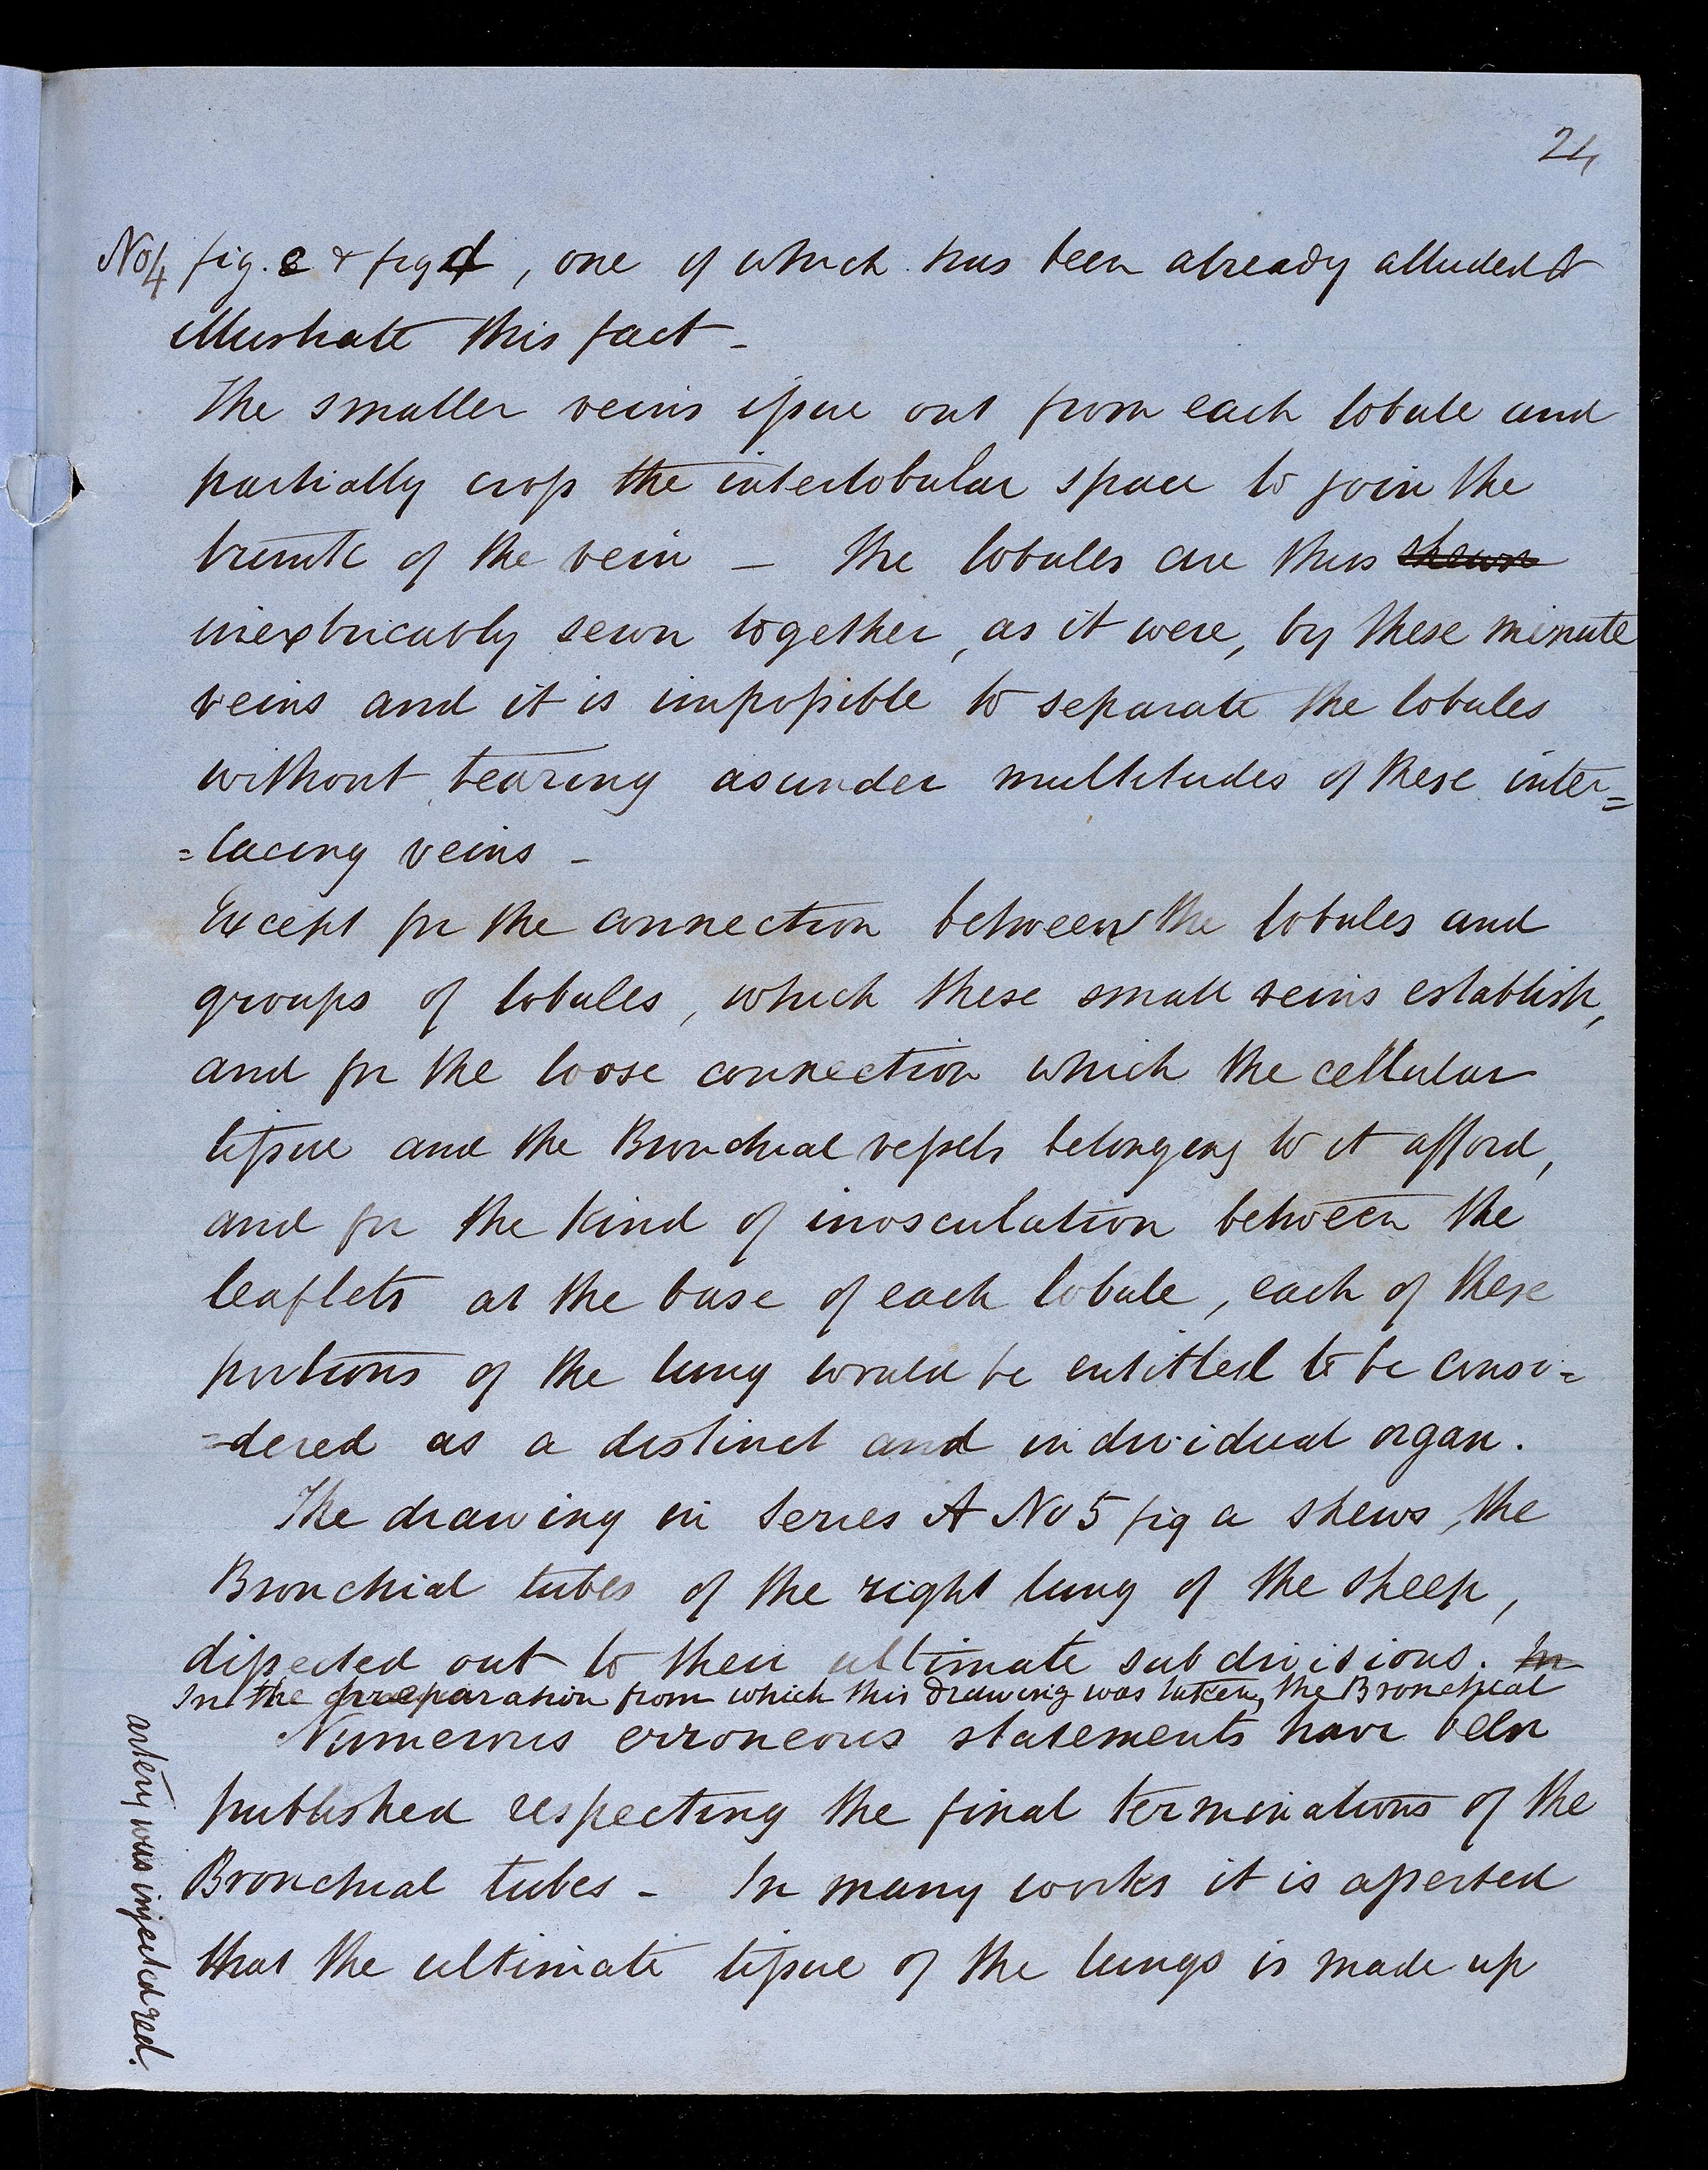 24
No 4 fig. c & fig d, one of which has been already alluded to
illustrate this fact -
The smaller veins issue out from each lobule and
partially cross the interlobular space to join the
trunk of the vein - The lobules are thus shewn
inextricably sewn together, as it were, by these minute
veins and it is impossible to separate the lobules
without tearing asunder multitudes of these inter=
=lacing veins -
Except for the connection between the lobules and
groups of lobules, which these small veins establish,
and for the loose connection which the cellular
tissue and the Bronchial vessels belonging to it afford,
and for the kind of inosculation between the
leaflets at the base of each lobule, each of these
portions of the lung would be entitled to be consi=
=dered as a distinct and individual organ.
The drawing in Series A No 5 fig a shews, the
Bronchial tubes of the right lung of the sheep,
dissected out to their ultimate subdivisions. In
In the preparation from which this drawing was taken, the Bronchial
artery was injected red.
Numerous erroneous statements have been
published respecting the final terminations of the
Bronchial tubes - In many works it is asserted
that the ultimate tissue of the lungs is made up